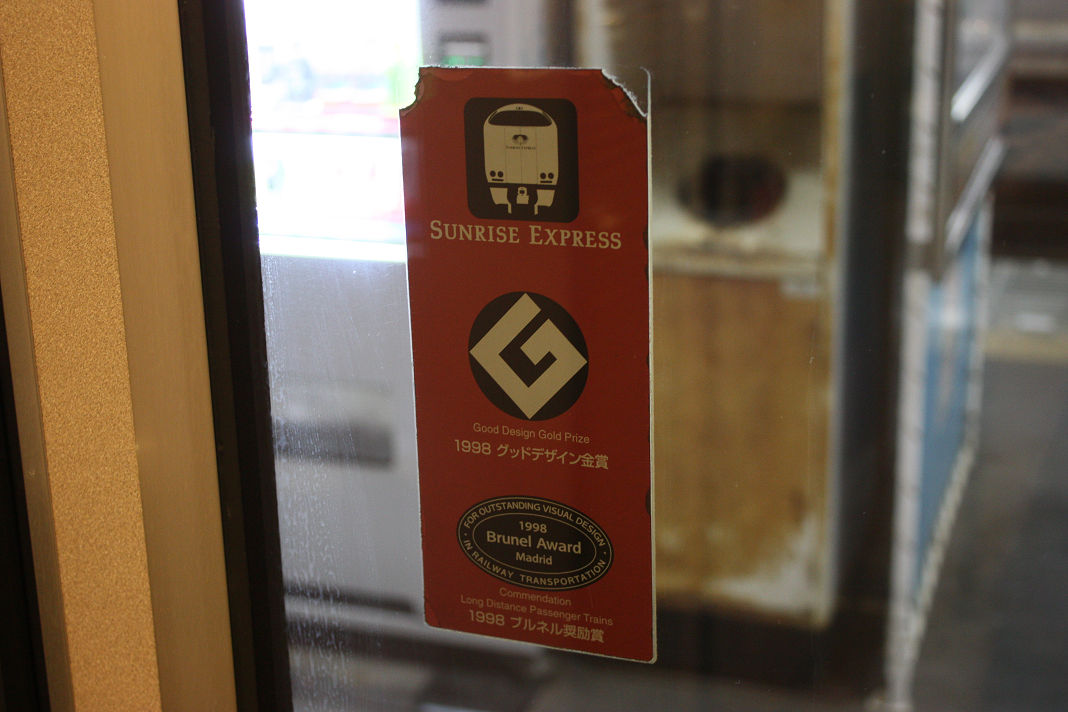 SUNRISE EXPRESS
Good Design Gold Prize
1998 グッドデザイン金賞
FOR OUTSTANDING VISUAL DESIGN
1998
Brunel Award
Madrid
· IN RAILWAY TRANSPORTATION ·
Commendation
Long Distance Passenger Trains
1998 ブルネル奨励賞